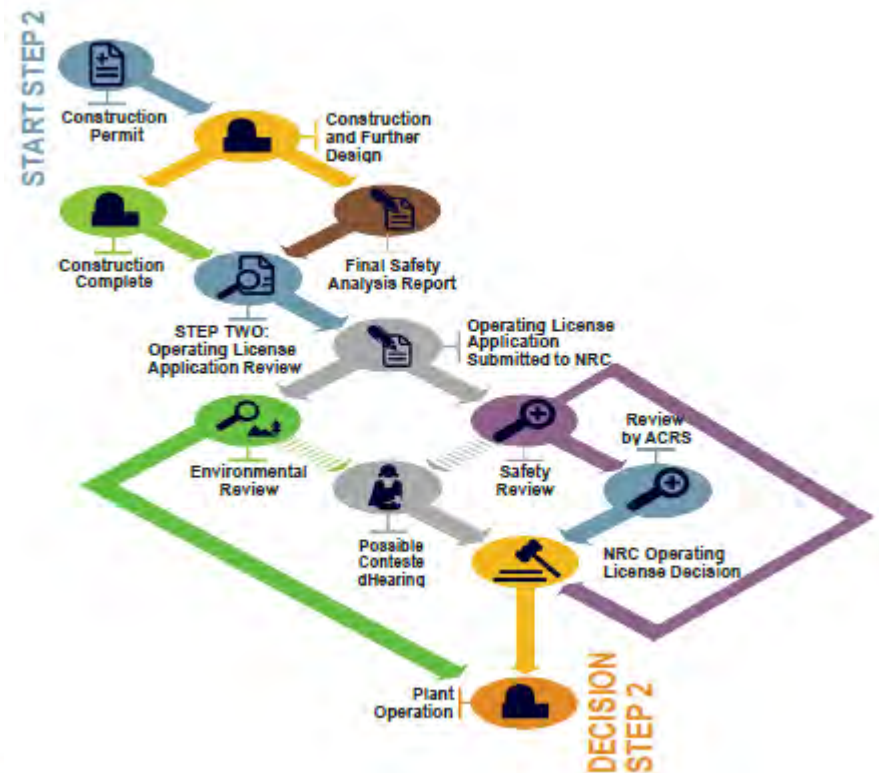 START STEP 2
Construction
Permit
Construction
and Further
Design
Construction
Complete
Final Safety
Analysis Report
STEP TWO:
Operating License
Application Review
Operating License
Application
Submitted to NRC
Environmental
Review
Safety
Review
Review
by ACRS
Possible
Conteste
dHearing
NRC Operating
License Decision
Plant
Operation
DECISION
STEP 2